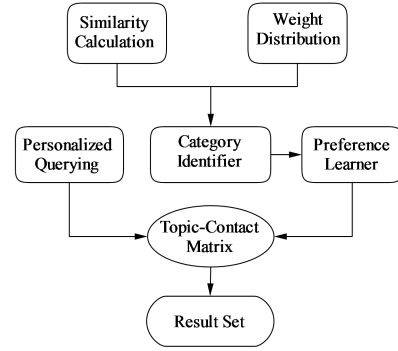 Similarity
Calculation
Weight
Distribution
Personalized
Querying
Category
Identifier
Preference
Learner
Topic-Contact
Matrix
Result Set